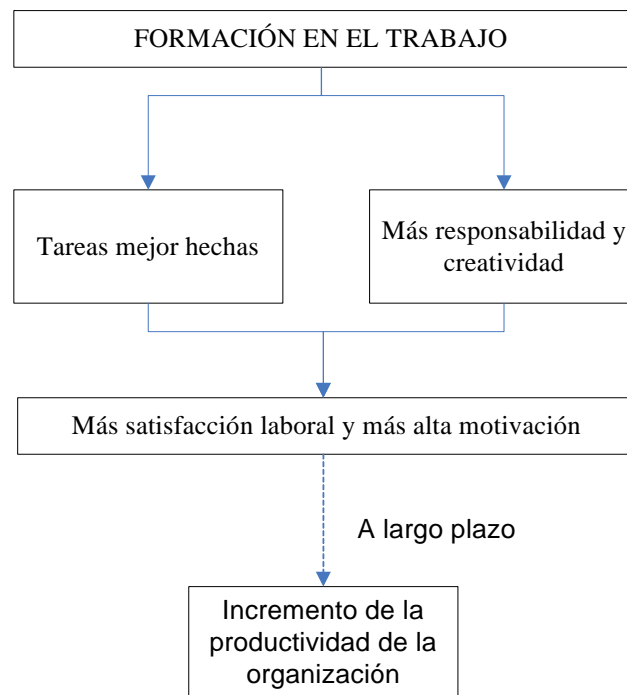 FORMACIÓN EN EL TRABAJO
Tareas mejor hechas
Más responsabilidad y
creatividad
Más satisfacción laboral y más alta motivación
A largo plazo
Incremento de la
productividad de la
organización